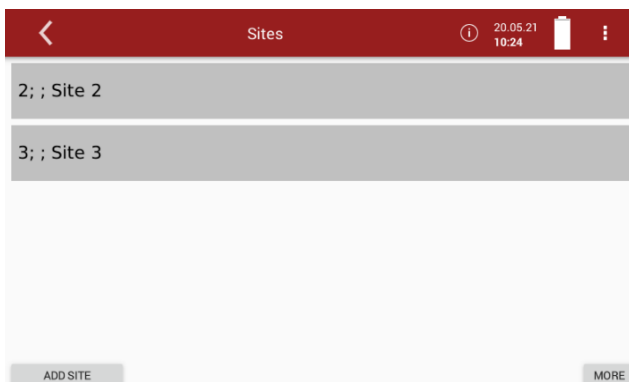 Sites
20.05.21
10:24
2; ; Site 2
3; ; Site 3
ADD SITE
MORE